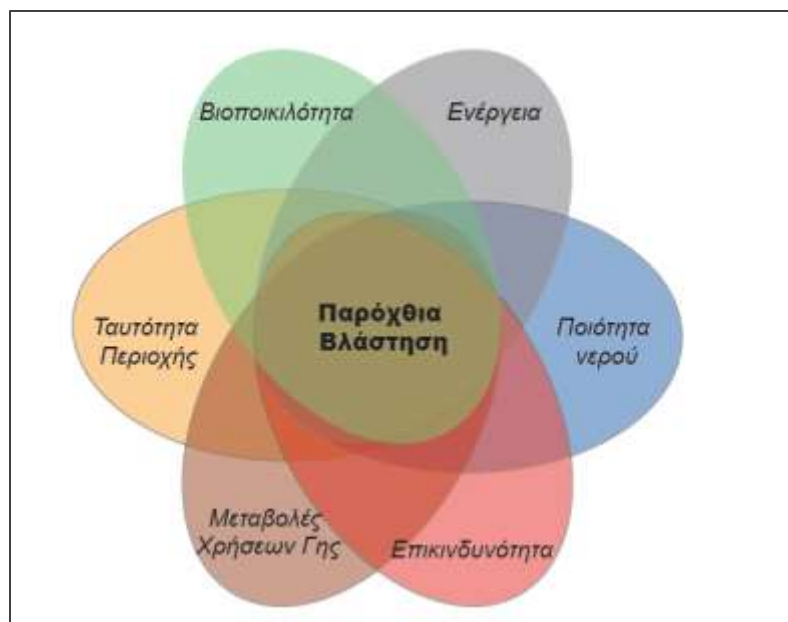 Βιοποικιλότητα
Ενέργεια
Ταυτότητα
Περιοχής
Παρόχθια
Βλάστηση
Ποιότητα
νερού
Μεταβολές
Χρήσεων Γης
Επικινδυνότητα